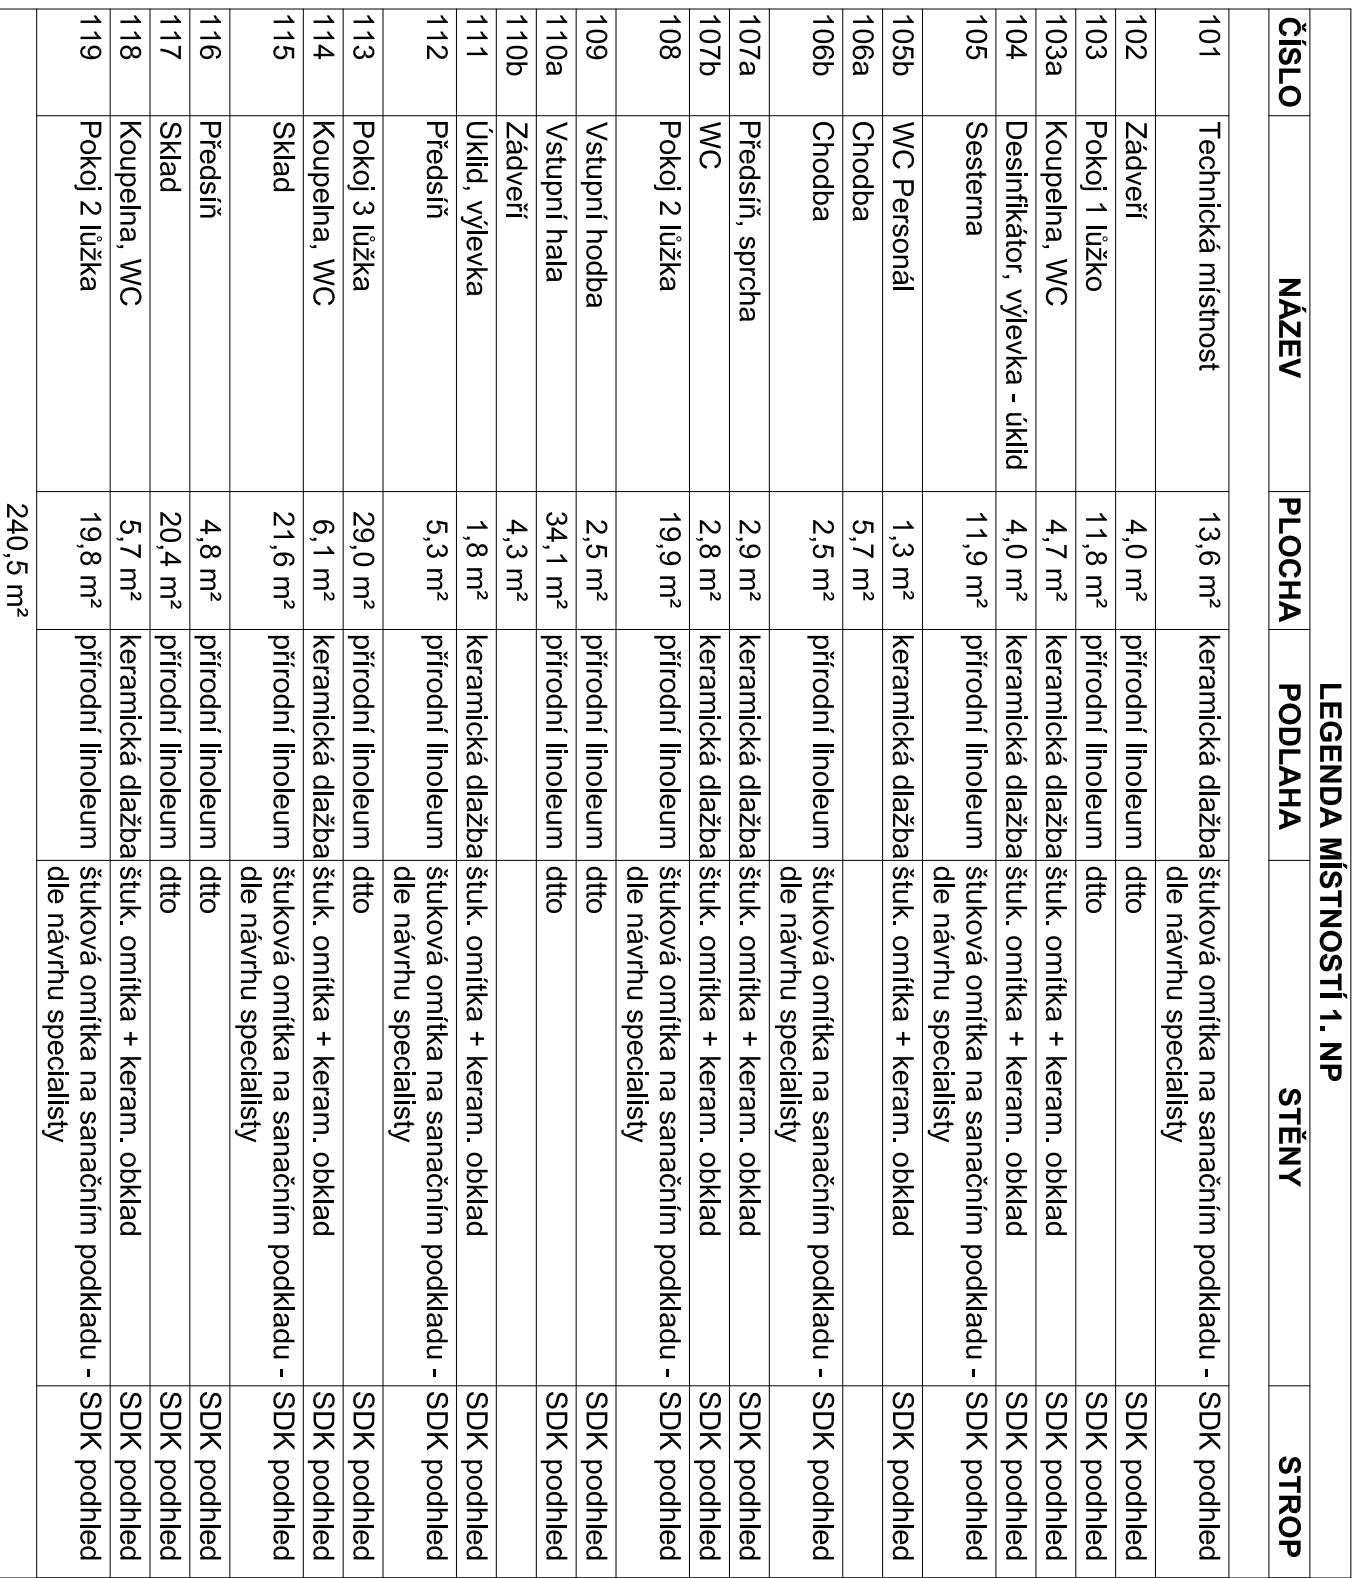 LEGENDA MÍSTNOSTÍ 1. NP
ČÍSLO NÁZEV PLOCHA PODLAHA STĚNY STROP
101 Technická místnost 13,6 m² keramická dlažba štuková omítka na sanačním podkladu - SDK podhled
dle návrhu specialisty
102 Zádveří 4,0 m² přírodní linoleum dtto SDK podhled
103 Pokoj 1 lůžko 11,8 m² přírodní linoleum dtto SDK podhled
103a Koupelna, WC 4,7 m² keramická dlažba štuk. omítka + keram. obklad SDK podhled
104 Desinfikátor, výlevka - úklid 4,0 m² keramická dlažba štuk. omítka + keram. obklad SDK podhled
105 Sesterna 11,9 m² přírodní linoleum štuková omítka na sanačním podkladu - SDK podhled
dle návrhu specialisty
105b WC Personál 1,3 m² keramická dlažba štuk. omítka + keram. obklad SDK podhled
106a Chodba 5,7 m²
106b Chodba 2,5 m² přírodní linoleum štuková omítka na sanačním podkladu - SDK podhled
dle návrhu specialisty
107a Předsíň, sprcha 2,9 m² keramická dlažba štuk. omítka + keram. obklad SDK podhled
107b WC 2,8 m² keramická dlažba štuk. omítka + keram. obklad SDK podhled
108 Pokoj 2 lůžka 19,9 m² přírodní linoleum štuková omítka na sanačním podkladu - SDK podhled
dle návrhu specialisty
109 Vstupní hodba 2,5 m² přírodní linoleum dtto SDK podhled
110a Vstupní hala 34,1 m² přírodní linoleum dtto SDK podhled
110b Zádveří 4,3 m²
111 Úklid, výlevka 1,8 m² keramická dlažba štuk. omítka + keram. obklad SDK podhled
112 Předsíň 5,3 m² přírodní linoleum štuková omítka na sanačním podkladu - SDK podhled
dle návrhu specialisty
113 Pokoj 3 lůžka 29,0 m² přírodní linoleum dtto SDK podhled
114 Koupelna, WC 6,1 m² keramická dlažba štuk. omítka + keram. obklad SDK podhled
115 Sklad 21,6 m² přírodní linoleum štuková omítka na sanačním podkladu - SDK podhled
dle návrhu specialisty
116 Předsíň 4,8 m² přírodní linoleum dtto SDK podhled
117 Sklad 20,4 m² přírodní linoleum dtto SDK podhled
118 Koupelna, WC 5,7 m² keramická dlažba štuk. omítka + keram. obklad SDK podhled
119 Pokoj 2 lůžka 19,8 m² přírodní linoleum štuková omítka na sanačním podkladu - SDK podhled
dle návrhu specialisty
240,5 m²